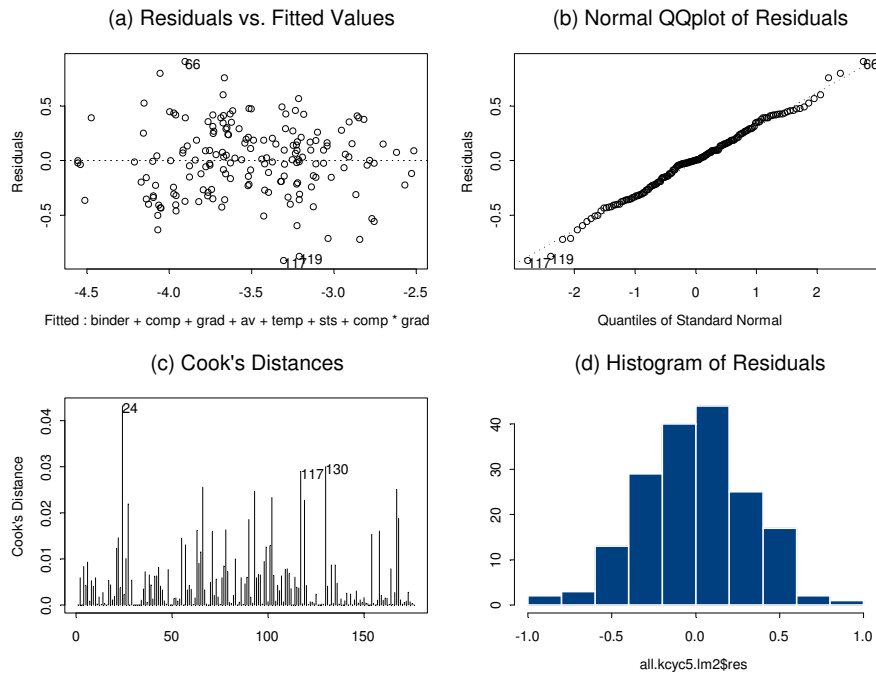 (a) Residuals vs. Fitted Values
Residuals
0.5
0.0
-0.5
66
117
119
-4.5 -4.0 -3.5 -3.0 -2.5
Fitted : binder + comp + grad + av + temp + sts + comp * grad
(b) Normal QQplot of Residuals
Residuals
0.5
0.0
-0.5
66
117
119
-2 -1 0 1 2
Quantiles of Standard Normal
(c) Cook's Distances
Cook's Distance
0.04
0.03
0.02
0.01
0.0
24
117
130
0 50 100 150
(d) Histogram of Residuals
40
30
20
10
0
-1.0 -0.5 0.0 0.5 1.0
all.kcyc5.lm2$res